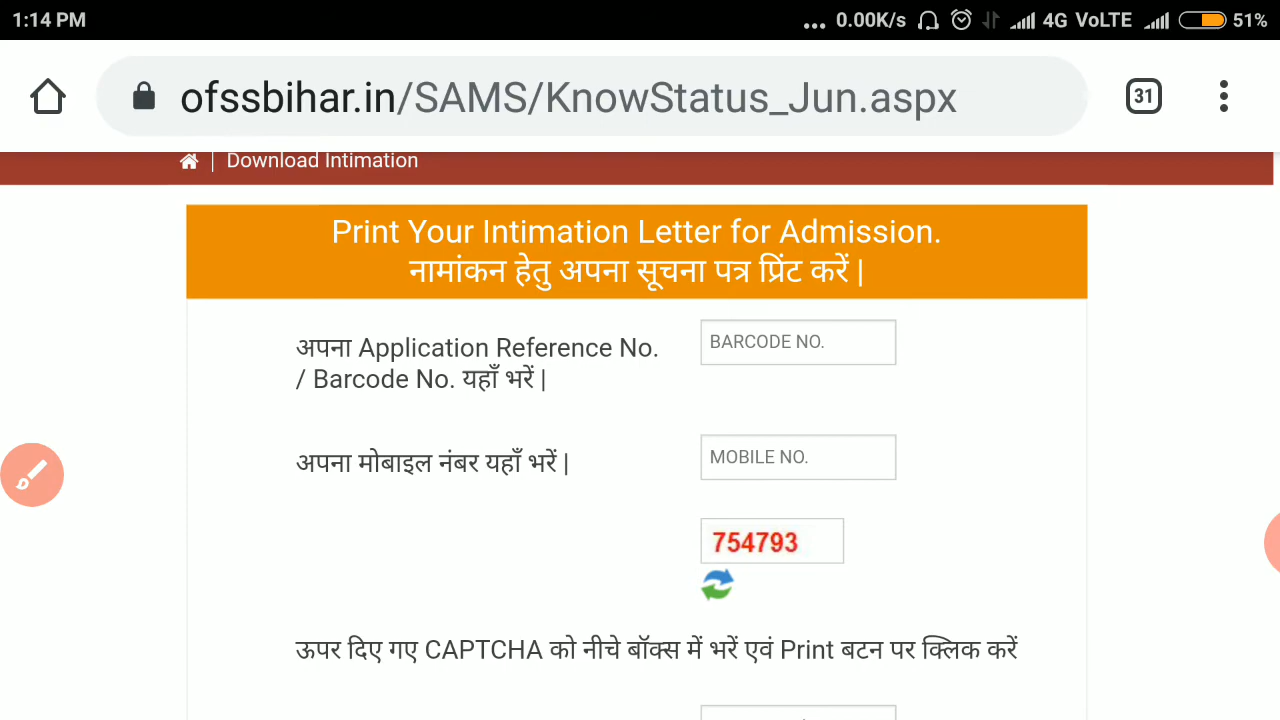 1:14 PM ... 0.00K/s 4G VoLTE 51%
ofssbihar.in/SAMS/KnowStatus_Jun.aspx 31
| Download Intimation
Print Your Intimation Letter for Admission.
नामांकन हेतु अपना सूचना पत्र प्रिंट करें |
अपना Application Reference No. BARCODE NO.
/ Barcode No. यहाँ भरें |
अपना मोबाइल नंबर यहाँ भरें | MOBILE NO.
754793
ऊपर दिए गए CAPTCHA को नीचे बॉक्स में भरें एवं Print बटन पर क्लिक करें